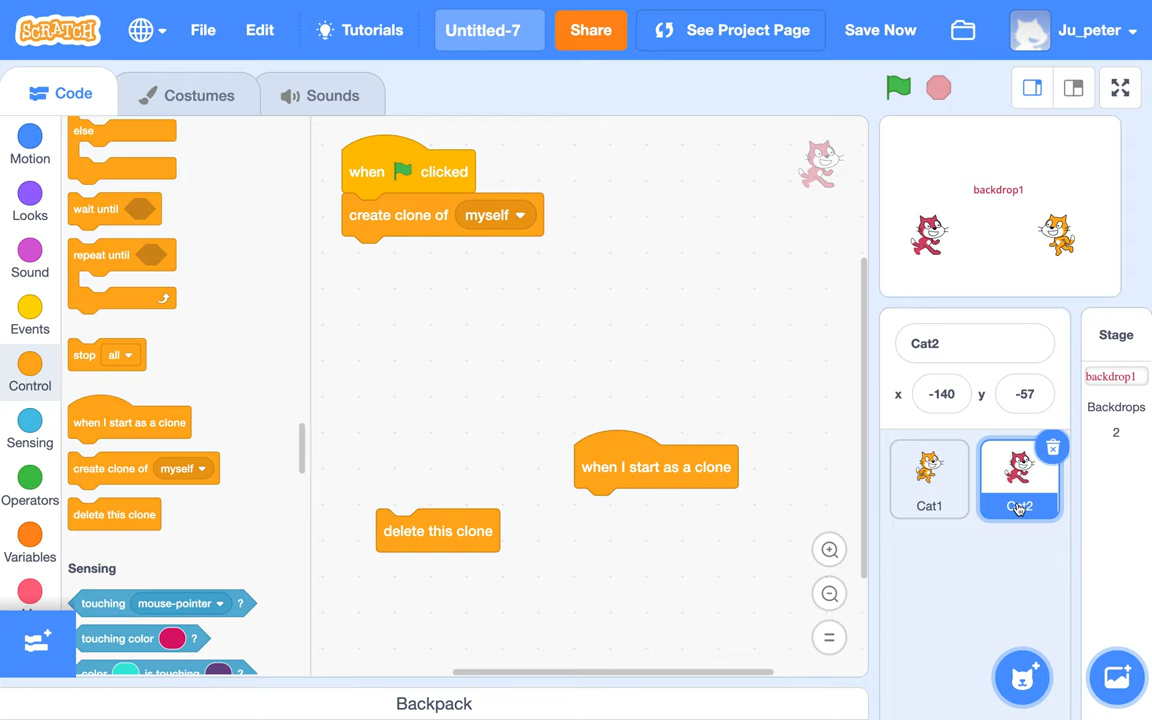 SCRATCH
File
Edit
Tutorials
Untitled-7
Share
See Project Page
Save Now
Ju_peter
Code
Costumes
Sounds
Motion
Looks
Sound
Events
Control
Sensing
Operators
Variables
else
wait until
repeat until
stop all
when I start as a clone
create clone of myself
delete this clone
Sensing
touching mouse-pointer ?
touching color ?
color is touching ?
when clicked
create clone of myself
when I start as a clone
delete this clone
backdrop1
Cat2
x -140 y -57
Cat1
Cat2
Stage
backdrop1
Backdrops
2
Backpack